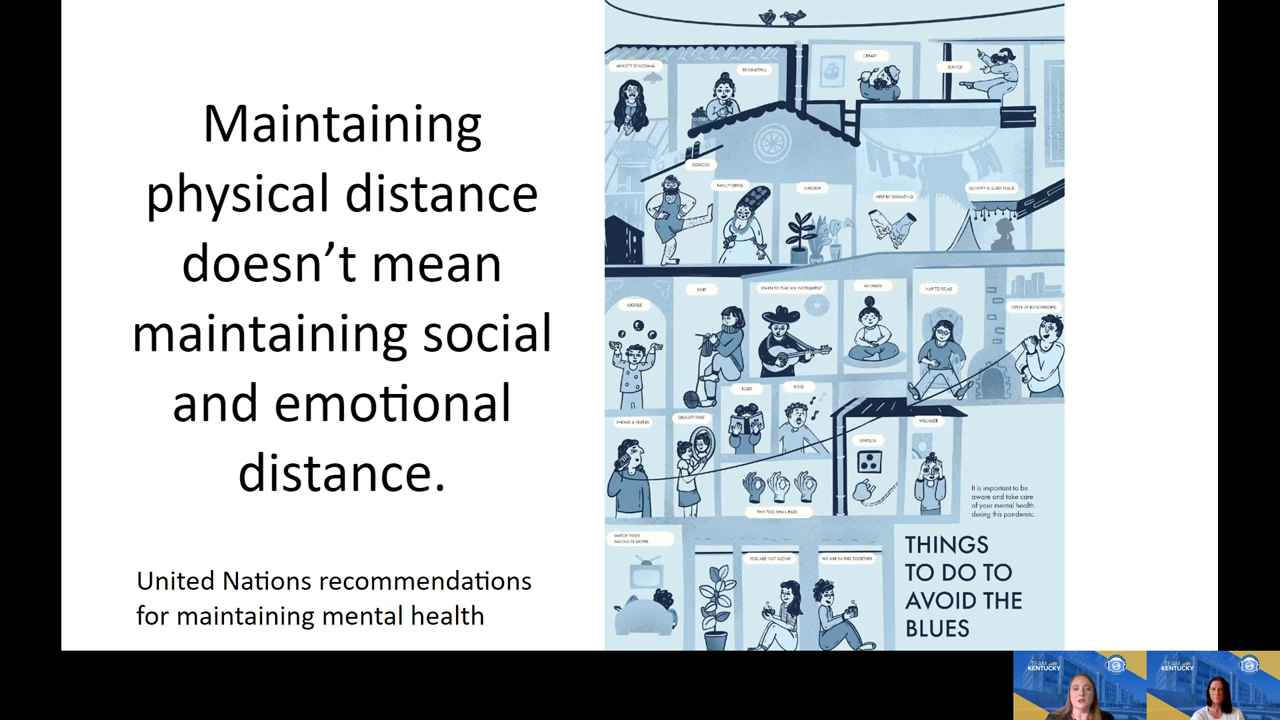 Maintaining
physical distance
doesn’t mean
maintaining social
and emotional
distance.
United Nations recommendations
for maintaining mental health
ANXIETY IS NORMAL
BE GRATEFUL
CREATE
DANCE
EXERCISE
FANCY DRESS
GARDEN
HELP BY DONATING
IDENTIFY A QUIET PLACE
JUGGLE
KNIT
LEARN TO PLAY AN INSTRUMENT
MEDITATE
NAP TO RELAX
OPEN UP TO SOMEONE
PHONE A FRIEND
QUALITY TIME
READ
SING
THIS TOO SHALL PASS
UNPLUG
VISUALISE
WATCH YOUR
FAVOURITE MOVIE
YOU ARE NOT ALONE
WE ARE IN THIS TOGETHER
It is important to be
aware and take care
of your mental health
during this pandemic.
THINGS
TO DO TO
AVOID THE
BLUES
TEAM
KENTUCKY
TEAM
KENTUCKY